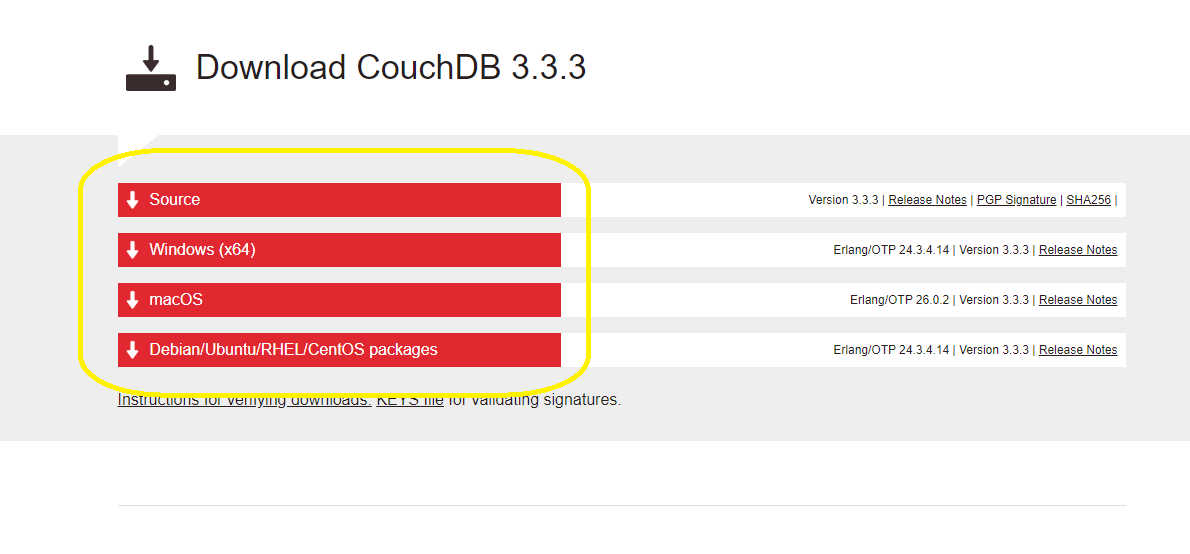 Download CouchDB 3.3.3
Source
Version 3.3.3 | Release Notes | PGP Signature | SHA256 |
Windows (x64)
Erlang/OTP 24.3.4.14 | Version 3.3.3 | Release Notes
macOS
Erlang/OTP 26.0.2 | Version 3.3.3 | Release Notes
Debian/Ubuntu/RHEL/CentOS packages
Erlang/OTP 24.3.4.14 | Version 3.3.3 | Release Notes
Instructions for verifying downloads. KEYS file for validating signatures.